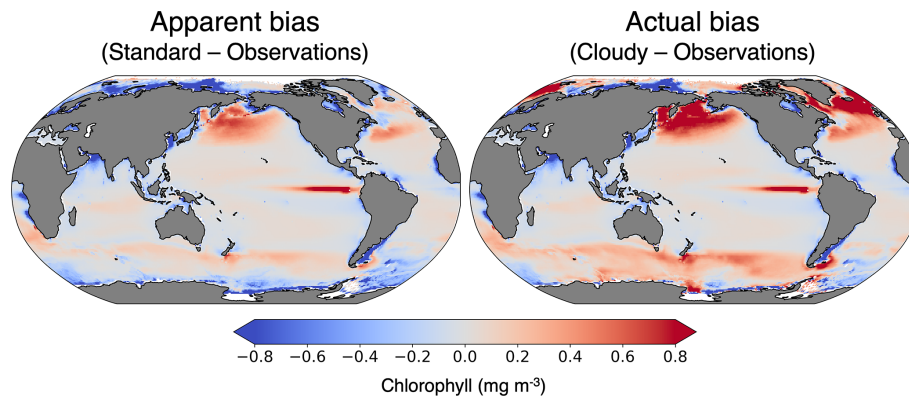 Apparent bias
(Standard – Observations)
Actual bias
(Cloudy – Observations)
−0.8 −0.6 −0.4 −0.2 0.0 0.2 0.4 0.6 0.8
Chlorophyll (mg m⁻³)